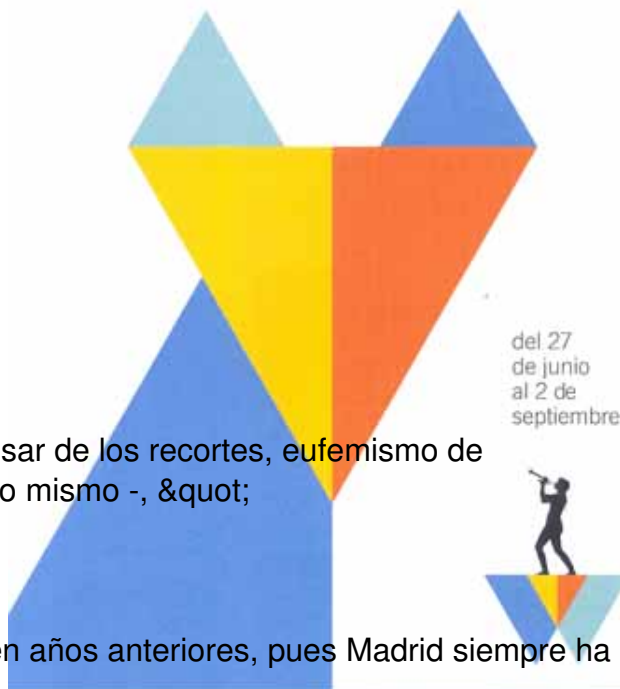 del 27
de junio
al 2 de
septiembre
sar de los recortes, eufemismo de
o mismo -, &quot;
en años anteriores, pues Madrid siempre ha